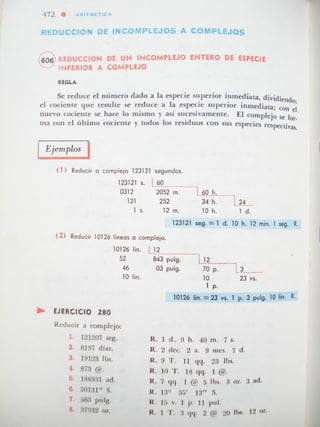 472 ● ARITMETICA
REDUCCION DE INCOMPLEJOS A COMPLEJOS
606 REDUCCION DE UN INCOMPLEJO ENTERO DE ESPECIE
INFERIOR A COMPLEJO
REGLA
Se reduce el número dado a la especie superior inmediata, dividiendo;
el cociente que resulte se reduce a la especie superior inmediata; con el
nuevo cociente se hace lo mismo y así sucesivamente. El complejo se for-
ma con el último cociente y todos los residuos con sus especies respectivas.
Ejemplos
(1) Reducir a complejo 123121 segundos.
123121 s. 60
0312 2052 m. 60 h.
121 252 34 h. 24
1 s. 12 m. 10 h. 1 d.
123121 seg. = 1 d. 10 h. 12 min. 1 seg. R.
(2) Reducir 10126 líneas a complejo.
10126 lin. 12
52 843 pulg. 12
46 03 pulg. 70 p. 3
10 lin. 10 23 vs.
1 p.
10126 lin. = 23 vs. 1 p. 3 pulg. 10 lin. R.
EJERCICIO 280
Reducir a complejo:
1. 121207 seg. R. 1 d., 9 h. 40 m. 7 s.
2. 8197 días. R. 2 dec. 2 a. 9 mes. 7 d.
3. 19123 lbs. R. 9 T. 11 qq. 23 lbs.
4. 873 @. R. 10 T. 18 qq. 1 @.
5. 186931 ad. R. 7 qq. 1 @ 5 lbs. 3 oz. 3 ad.
6. 50131" S. R. 13° 55' 13" S.
7. 563 pulg. R. 15 v. 1 p. 11 pul.
8. 37932 oz. R. 1 T. 3 qq. 2 @ 20 lbs. 12 oz.